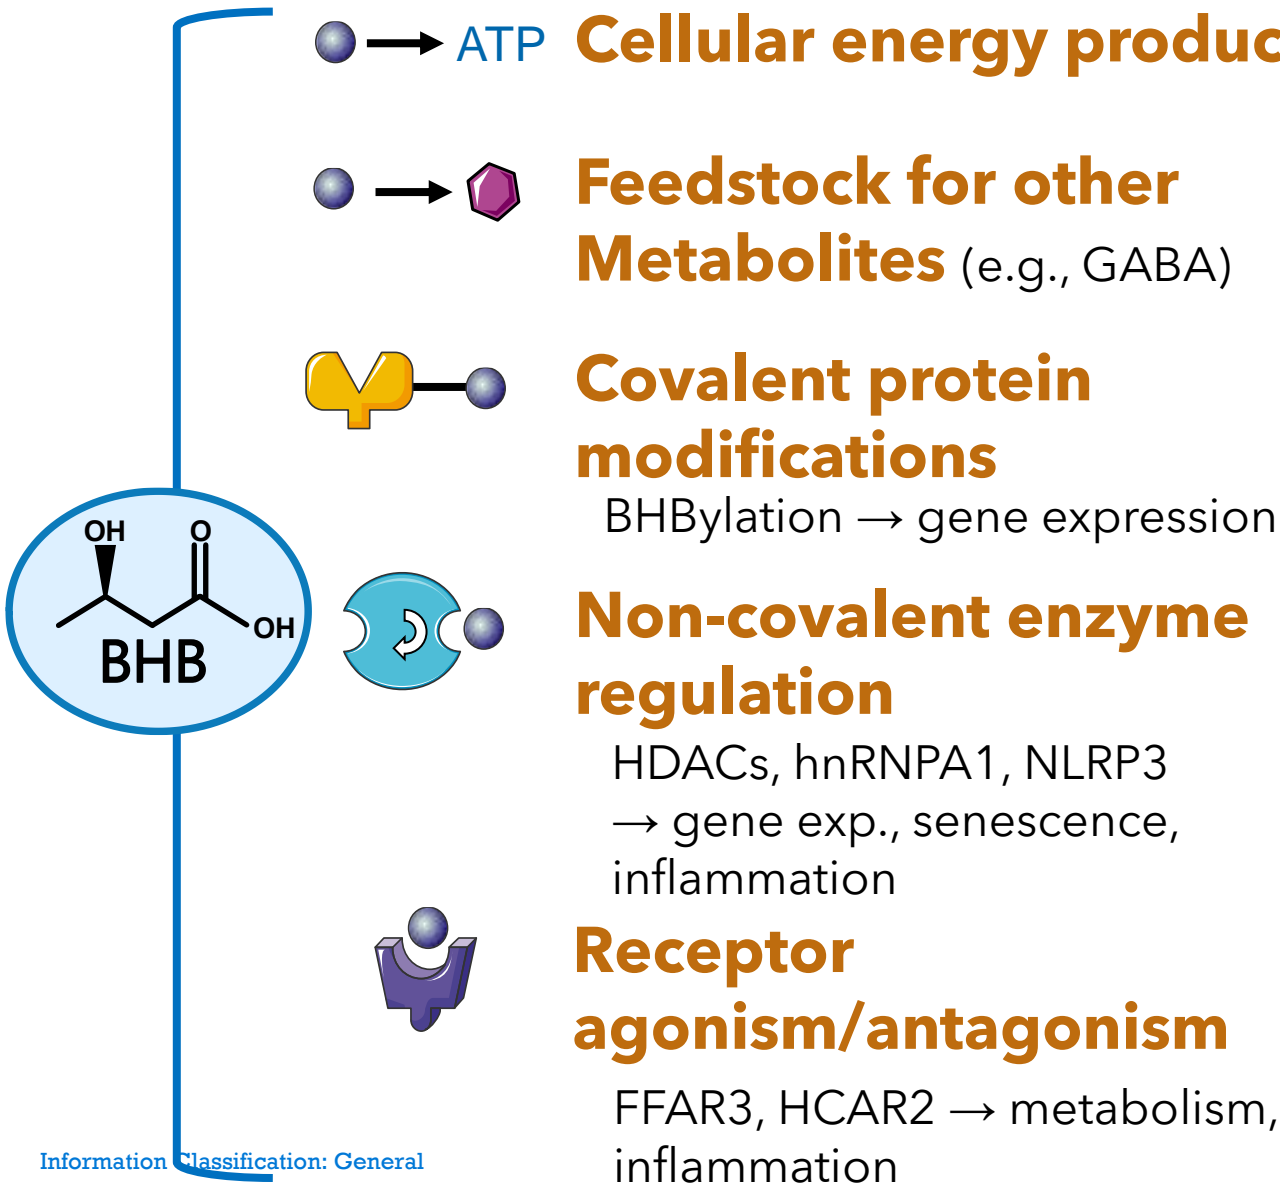 ATP Cellular energy produc
Feedstock for other
Metabolites (e.g., GABA)
Covalent protein
modifications
BHBylation → gene expression
OH
O
OH
BHB
Non-covalent enzyme
regulation
HDACs, hnRNPA1, NLRP3
→ gene exp., senescence,
inflammation
Receptor
agonism/antagonism
FFAR3, HCAR2 → metabolism,
inflammation
Information Classification: General